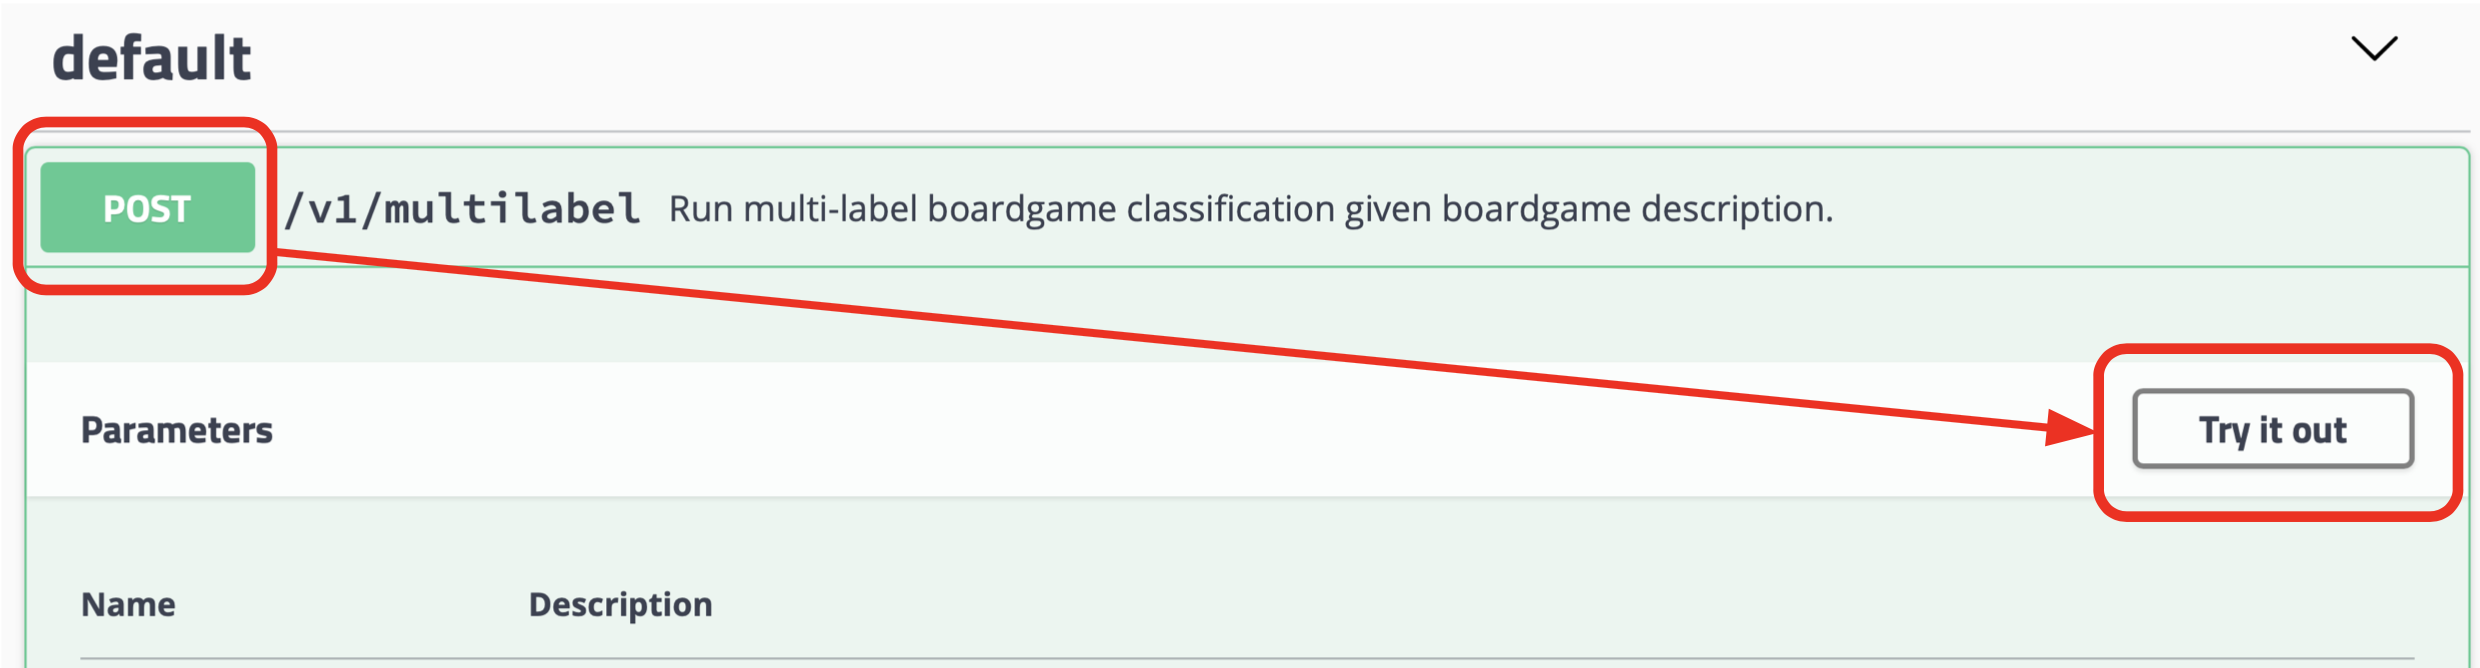 default
POST /v1/multilabel Run multi-label boardgame classification given boardgame description.
Parameters Try it out
Name Description